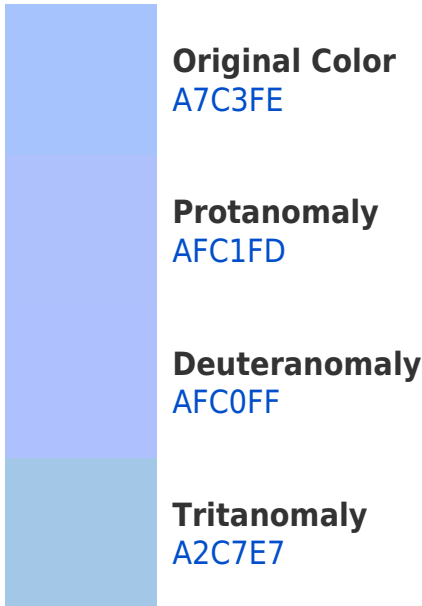 Original Color
A7C3FE
Protanomaly
AFC1FD
Deuteranomaly
AFC0FF
Tritanomaly
A2C7E7